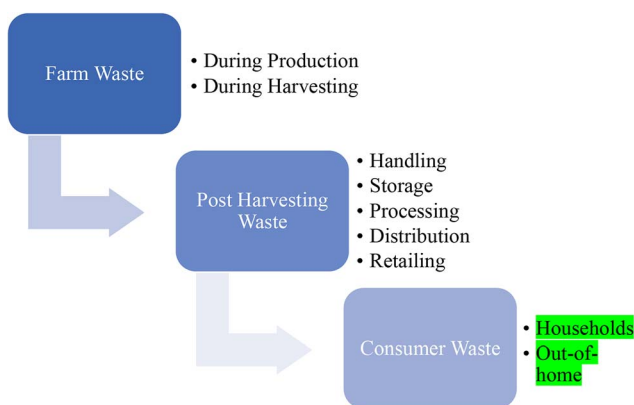 Farm Waste
• During Production
• During Harvesting
Post Harvesting
Waste
• Handling
• Storage
• Processing
• Distribution
• Retailing
Consumer Waste
• Households
• Out-of-
home